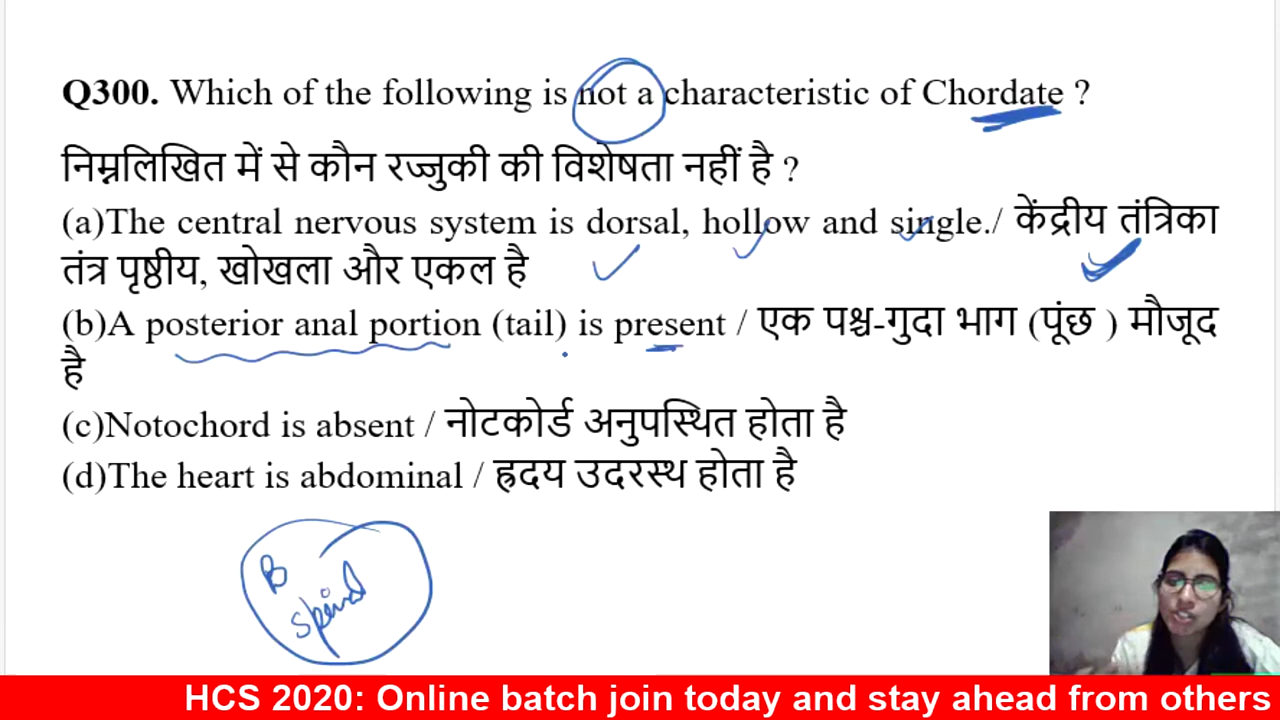 Q300. Which of the following is not a characteristic of Chordate ?
निम्नलिखित में से कौन रज्जुकी की विशेषता नहीं है ?
(a)The central nervous system is dorsal, hollow and single./ केंद्रीय तंत्रिका
तंत्र पृष्ठीय, खोखला और एकल है
(b)A posterior anal portion (tail) is present / एक पश्च-गुदा भाग (पूंछ ) मौजूद
है
(c)Notochord is absent / नोटकोर्ड अनुपस्थित होता है
(d)The heart is abdominal / ह्रदय उदरस्थ होता है
B
HCS 2020: Online batch join today and stay ahead from others